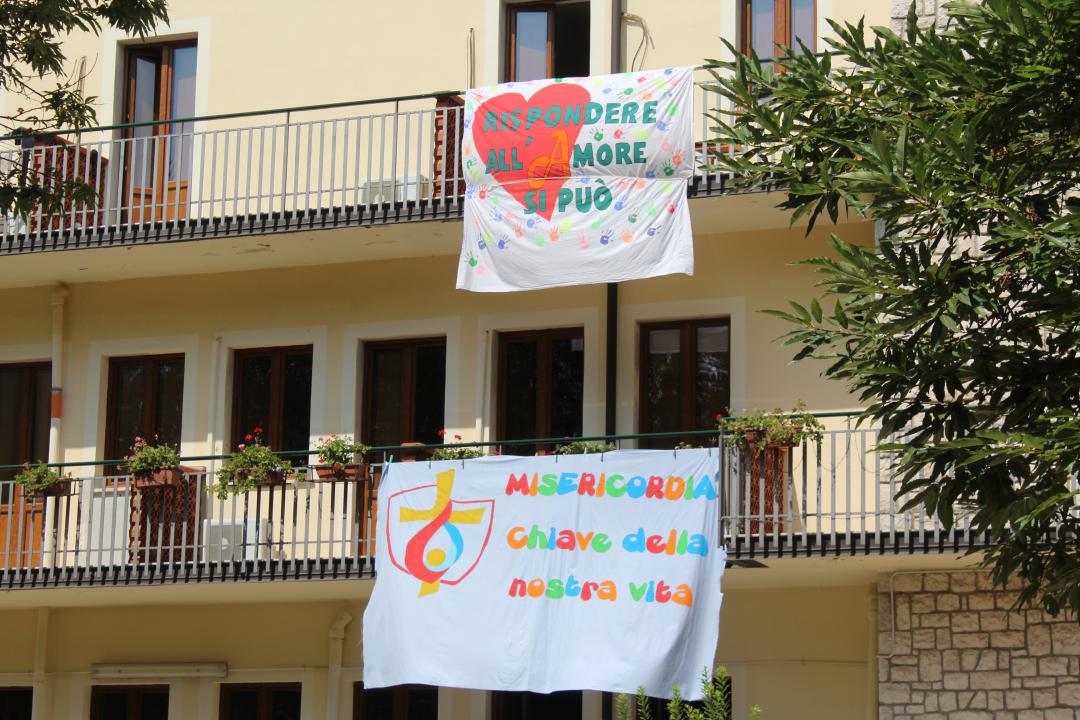 RISPONDERE
ALL'AMORE
SI PUÒ
MISERICORDIA
chiave della
nostra vita